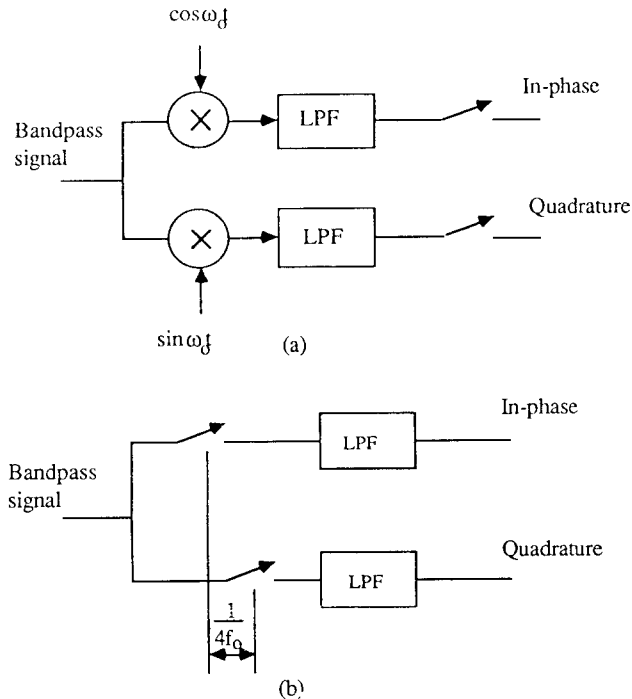 cosω₀t
In-phase
× LPF
Bandpass
signal
Quadrature
× LPF
sinω₀t
(a)
In-phase
LPF
Bandpass
signal
Quadrature
LPF
1
4f₀
(b)